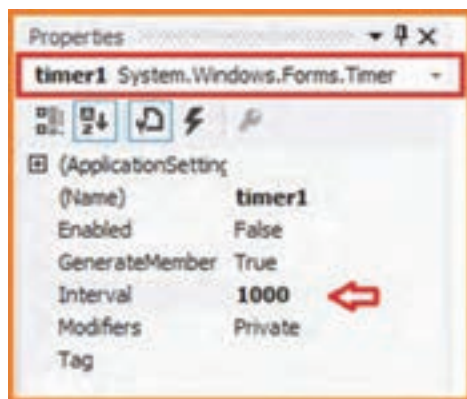 Properties
timer1 System.Windows.Forms.Timer
(ApplicationSetting
(Name) timer1
Enabled False
GenerateMember True
Interval 1000
Modifiers Private
Tag